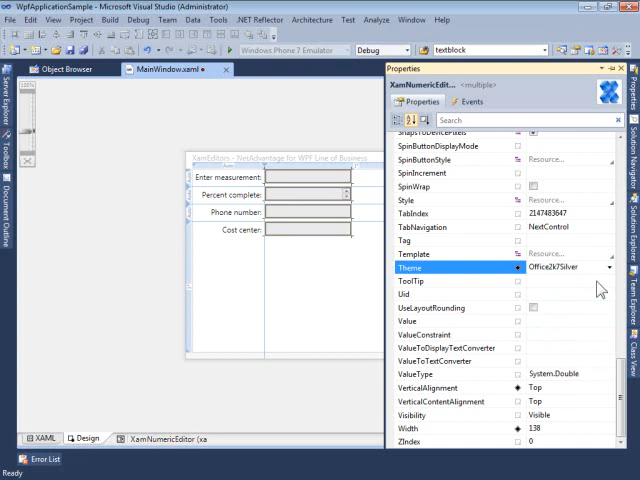 WpfApplicationSample - Microsoft Visual Studio (Administrator)
File Edit View Project Build Debug Team Data Tools .NET Reflector Architecture Test Analyze Window Help
Windows Phone 7 Emulator Debug textblock
Object Browser MainWindow.xaml
Server Explorer
Toolbox
Document Outline
100%
XamEditors - NetAdvantage for WPF Line of Business
Enter measurement:
Percent complete:
Phone number:
Cost center:
XAML Design XamNumericEditor (xa
Error List
Ready
Properties
XamNumericEdit... <multiple>
Properties Events
Search
SnapsToDevicePixels
SpinButtonDisplayMode
SpinButtonStyle Resource...
SpinIncrement
SpinWrap
Style Resource...
TabIndex 2147483647
TabNavigation NextControl
Tag
Template Resource...
Theme Office2k7Silver
ToolTip
Uid
UseLayoutRounding
Value
ValueConstraint
ValueToDisplayTextConverter
ValueToTextConverter
ValueType System.Double
VerticalAlignment Top
VerticalContentAlignment Top
Visibility Visible
Width 138
ZIndex 0
Properties
Solution Navigator
Solution Explorer
Team Explorer
Class View